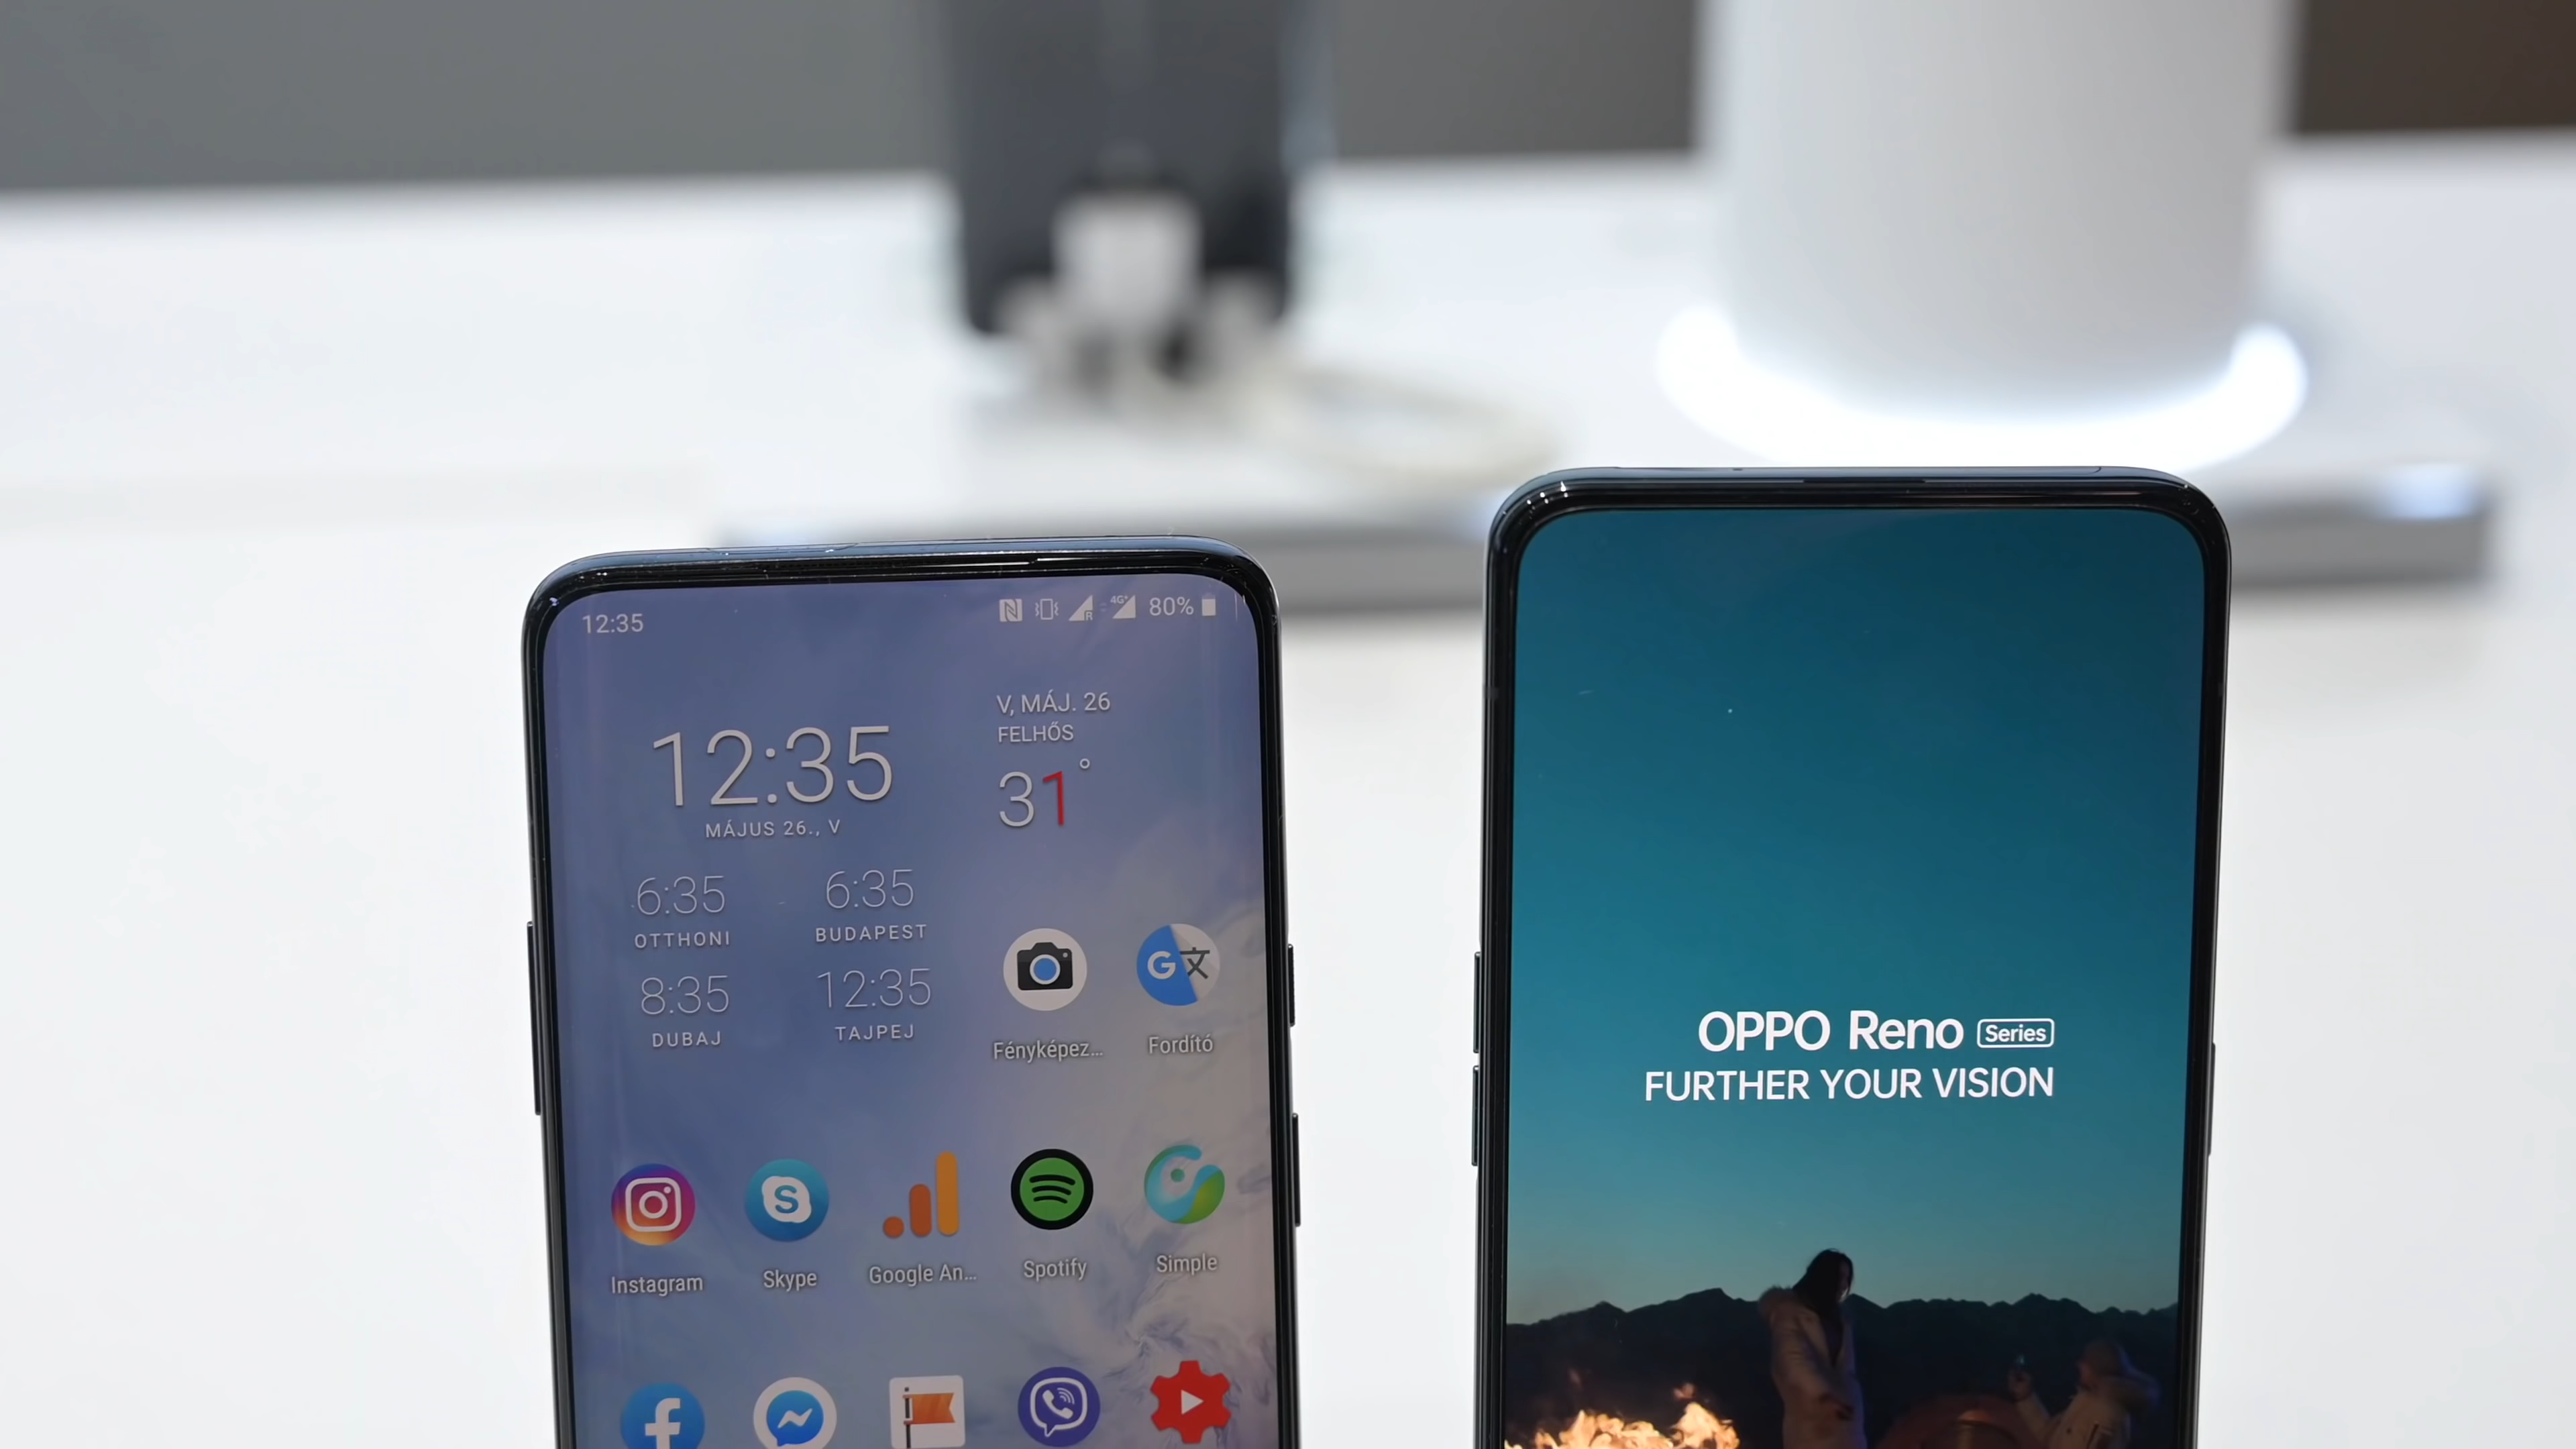 12:35
4G+ 80%
12:35
MÁJUS 26., V
V, MÁJ. 26
FELHŐS
31°
6:35
OTTHONI
6:35
BUDAPEST
8:35
DUBAJ
12:35
TAJPEJ
Fényképez...
Fordító
Instagram
Skype
Google An...
Spotify
Simple
OPPO Reno Series
FURTHER YOUR VISION